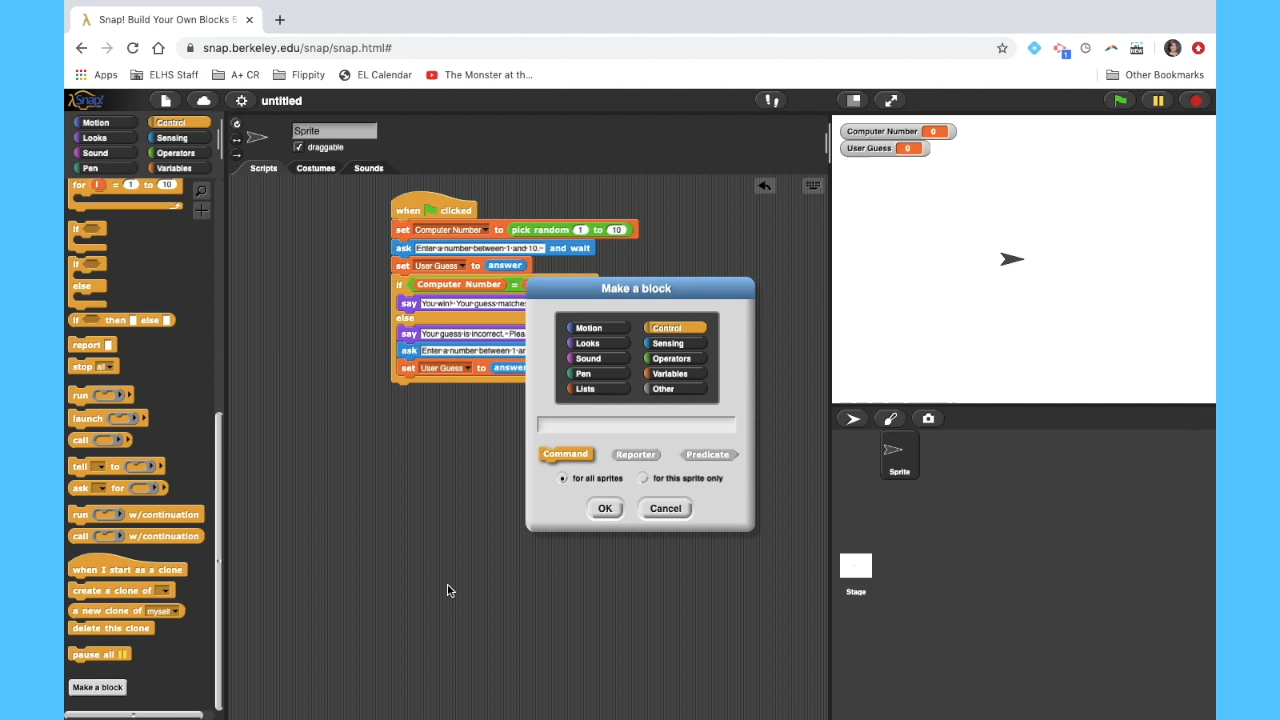 Snap! Build Your Own Blocks 5
snap.berkeley.edu/snap/snap.html#
Apps ELHS Staff A+ CR Flippity EL Calendar The Monster at th... Other Bookmarks
Snap! untitled
Motion Control
Looks Sensing
Sound Operators
Pen Variables
for i = 1 to 10
if
if
else
if then else
report
stop all
run
launch
call
tell to
ask for
run w/continuation
call w/continuation
when I start as a clone
create a clone of
a new clone of myself
delete this clone
pause all
Make a block
Sprite
draggable
Scripts Costumes Sounds
when clicked
set Computer Number to pick random 1 to 10
ask Enter a number between 1 and 10. and wait
set User Guess to answer
if Computer Number =
say You win! Your guess matche
else
say Your guess is incorrect. Plea
ask Enter a number between 1 an
set User Guess to answer
Make a block
Motion Control
Looks Sensing
Sound Operators
Pen Variables
Lists Other
Command Reporter Predicate
for all sprites for this sprite only
OK Cancel
Computer Number 0
User Guess 0
Sprite
Stage